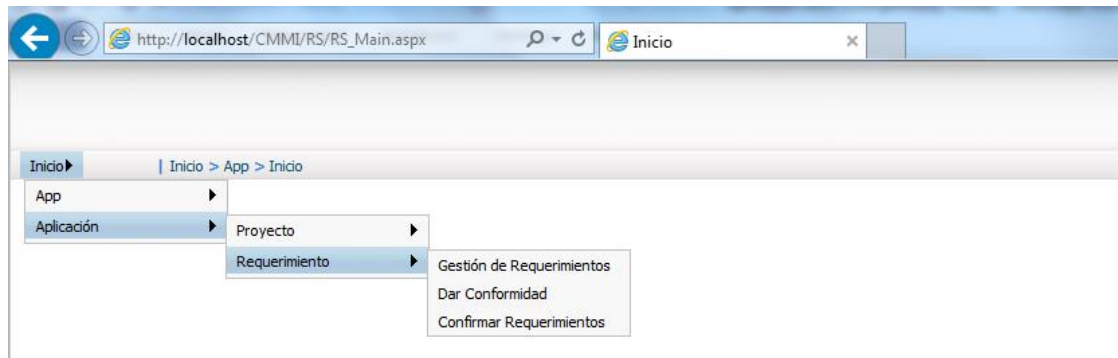 http://localhost/CMMI/RS/RS_Main.aspx
Inicio
Inicio | Inicio > App > Inicio
App
Aplicación
Proyecto
Requerimiento
Gestión de Requerimientos
Dar Conformidad
Confirmar Requerimientos